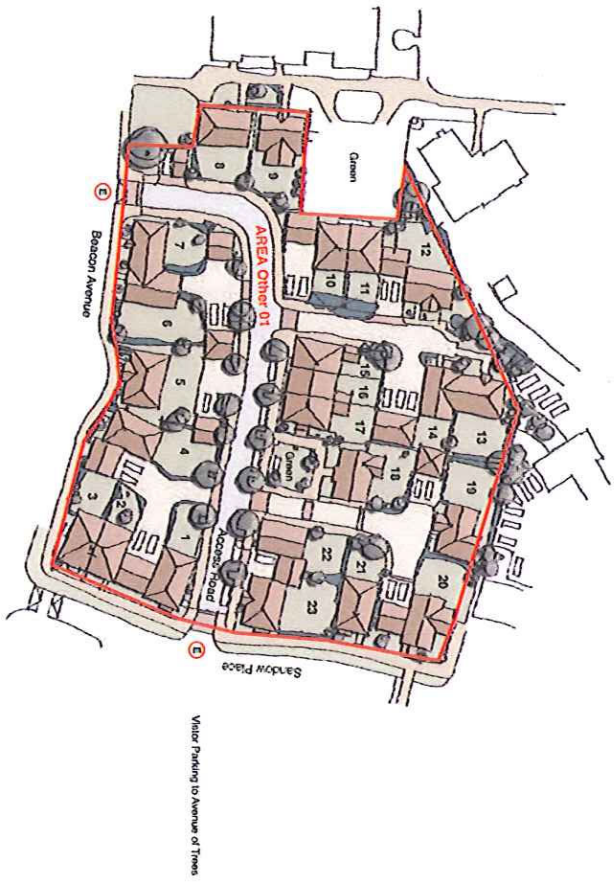 Green
8
9
12
E
AREA Other 01
7
10
11
Beacon Avenue
6
15
16
17
14
13
5
Green
18
19
4
3
2
1
Access Road
22
21
20
23
E
Sandow Place
Visitor Parking to Avenue of Trees